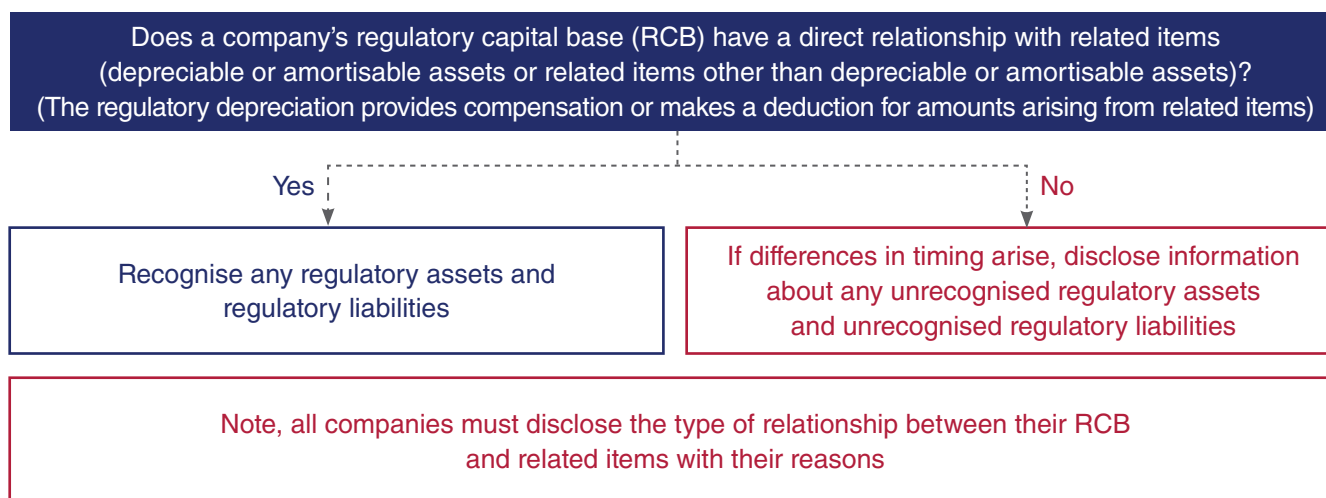 Does a company’s regulatory capital base (RCB) have a direct relationship with related items
(depreciable or amortisable assets or related items other than depreciable or amortisable assets)?
(The regulatory depreciation provides compensation or makes a deduction for amounts arising from related items)
Yes
No
Recognise any regulatory assets and
regulatory liabilities
If differences in timing arise, disclose information
about any unrecognised regulatory assets
and unrecognised regulatory liabilities
Note, all companies must disclose the type of relationship between their RCB
and related items with their reasons